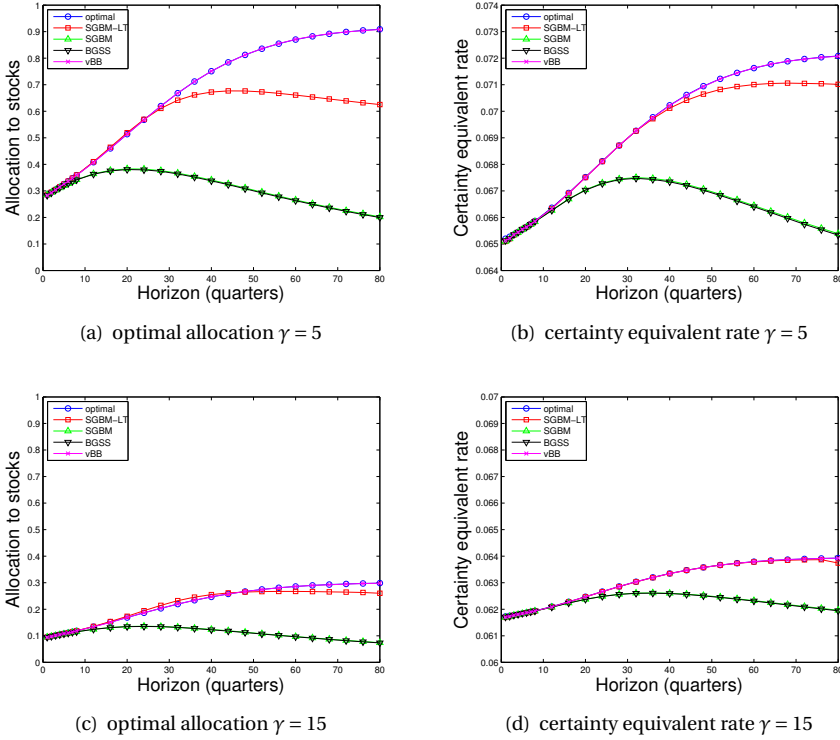 1
0.9
0.8
0.7
0.6
0.5
0.4
0.3
0.2
0.1
0
Allocation to stocks
optimal
SGBM-LT
SGBM
BGSS
vBB
0 10 20 30 40 50 60 70 80
Horizon (quarters)
(a) optimal allocation γ = 5
0.074
0.073
0.072
0.071
0.07
0.069
0.068
0.067
0.066
0.065
0.064
Certainty equivalent rate
optimal
SGBM-LT
SGBM
BGSS
vBB
0 10 20 30 40 50 60 70 80
Horizon (quarters)
(b) certainty equivalent rate γ = 5
1
0.9
0.8
0.7
0.6
0.5
0.4
0.3
0.2
0.1
0
Allocation to stocks
optimal
SGBM-LT
SGBM
BGSS
vBB
0 10 20 30 40 50 60 70 80
Horizon (quarters)
(c) optimal allocation γ = 15
0.07
0.069
0.068
0.067
0.066
0.065
0.064
0.063
0.062
0.061
0.06
Certainty equivalent rate
optimal
SGBM-LT
SGBM
BGSS
vBB
0 10 20 30 40 50 60 70 80
Horizon (quarters)
(d) certainty equivalent rate γ = 15